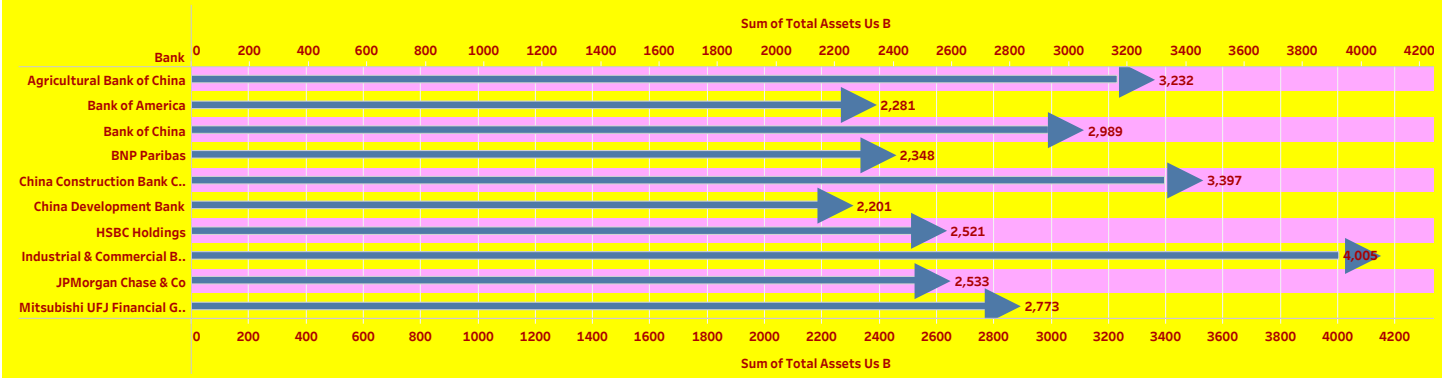 Sum of Total Assets Us B
Bank 0 200 400 600 800 1000 1200 1400 1600 1800 2000 2200 2400 2600 2800 3000 3200 3400 3600 3800 4000 4200
Agricultural Bank of China 3,232
Bank of America 2,281
Bank of China 2,989
BNP Paribas 2,348
China Construction Bank C.. 3,397
China Development Bank 2,201
HSBC Holdings 2,521
Industrial & Commercial B.. 4,005
JPMorgan Chase & Co 2,533
Mitsubishi UFJ Financial G.. 2,773
0 200 400 600 800 1000 1200 1400 1600 1800 2000 2200 2400 2600 2800 3000 3200 3400 3600 3800 4000 4200
Sum of Total Assets Us B